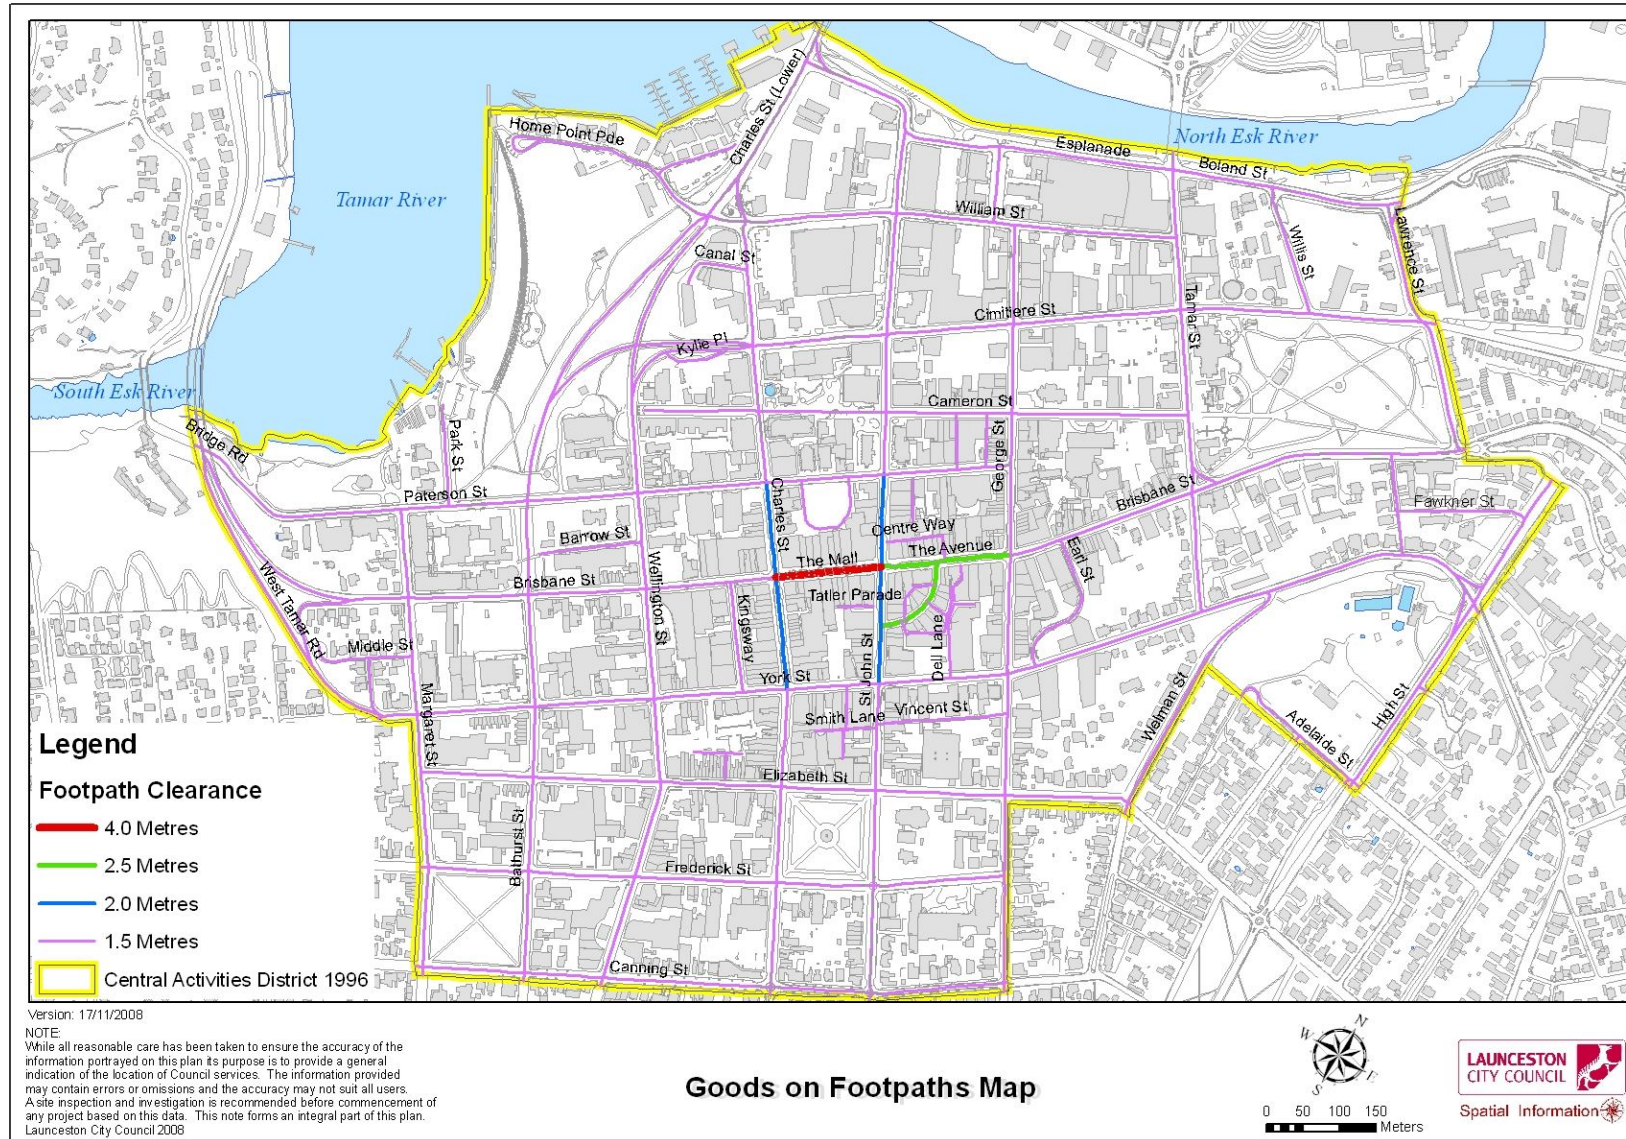 Home Point Pde
Charles St (Lower)
Esplanade
North Esk River
Boland St
Tamar River
William St
Willis St
Lawrence St
Canal St
Tamar St
Cimitiere St
Kylie Pl
South Esk River
Cameron St
Bridge Rd
Park St
George St
Paterson St
Charles St
Brisbane St
Fawkner St
Centre Way
Barrow St
The Mall
The Avenue
Earl St
Brisbane St
Wellington St
Kingsway
Tatler Parade
West Tamar Rd
Middle St
Dell Lane
St John St
York St
Margaret St
Smith Lane
Vincent St
Welman St
High St
Adelaide St
Elizabeth St
Bathurst St
Frederick St
Canning St
Legend
Footpath Clearance
4.0 Metres
2.5 Metres
2.0 Metres
1.5 Metres
Central Activities District 1996
Version: 17/11/2008
NOTE:
While all reasonable care has been taken to ensure the accuracy of the
information portrayed on this plan its purpose is to provide a general
indication of the location of Council services. The information provided
may contain errors or omissions and the accuracy may not suit all users.
A site inspection and investigation is recommended before commencement of
any project based on this data. This note forms an integral part of this plan.
Launceston City Council 2008
Goods on Footpaths Map
N
W
E
S
0 50 100 150
Meters
LAUNCESTON
CITY COUNCIL
Spatial Information